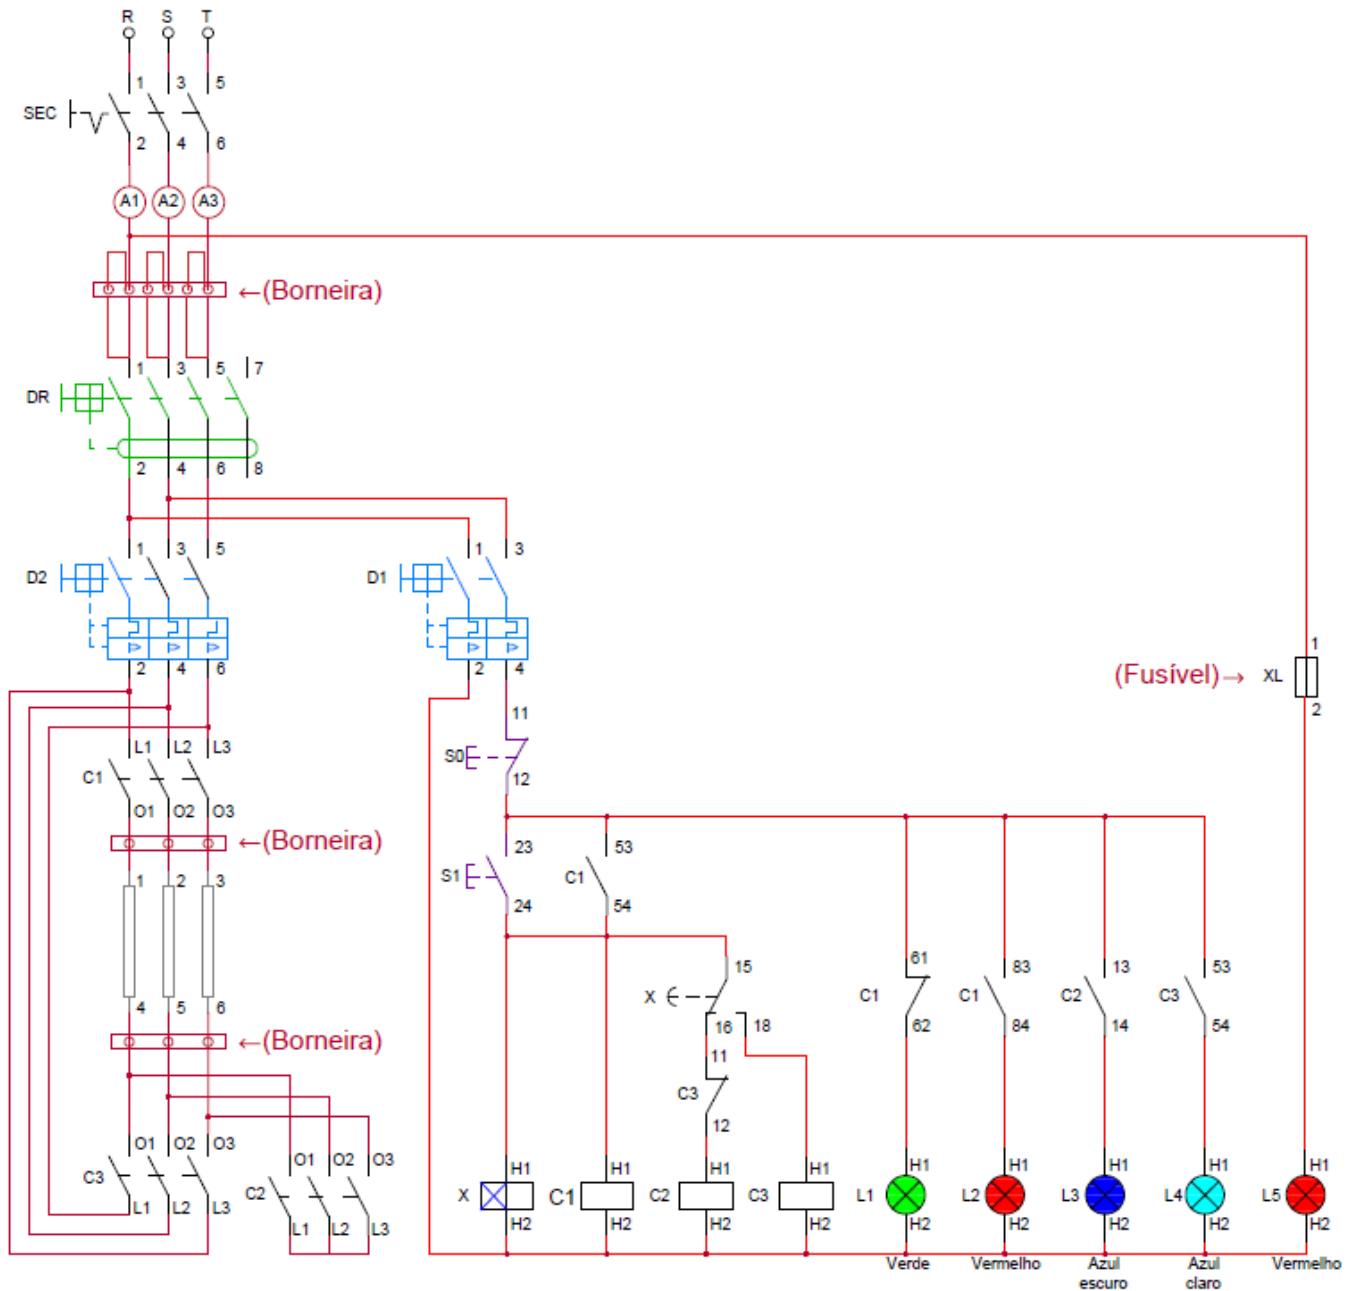 R S T
1 3 5
SEC
2 4 6
A1 A2 A3
←(Borneira)
1 3 5 7
DR
2 4 6 8
1 3 5 1 3
D2 D1
2 4 6 2 4
1
(Fusível)→ XL
2
11
S0
12
L1 L2 L3
C1
O1 O2 O3
←(Borneira)
23 53
S1 C1
24 54
1 2 3
4 5 6
←(Borneira)
15
X
16 18
11
C3
12
61 83 13 53
C1 C1 C2 C3
62 84 14 54
O1 O2 O3
C3
L1 L2 L3
O1 O2 O3
C2
L1 L2 L3
H1 H1 H1 H1 H1 H1 H1 H1 H1
X C1 C2 C3 L1 L2 L3 L4 L5
H2 H2 H2 H2 H2 H2 H2 H2 H2
Verde Vermelho Azul Azul Vermelho
escuro claro